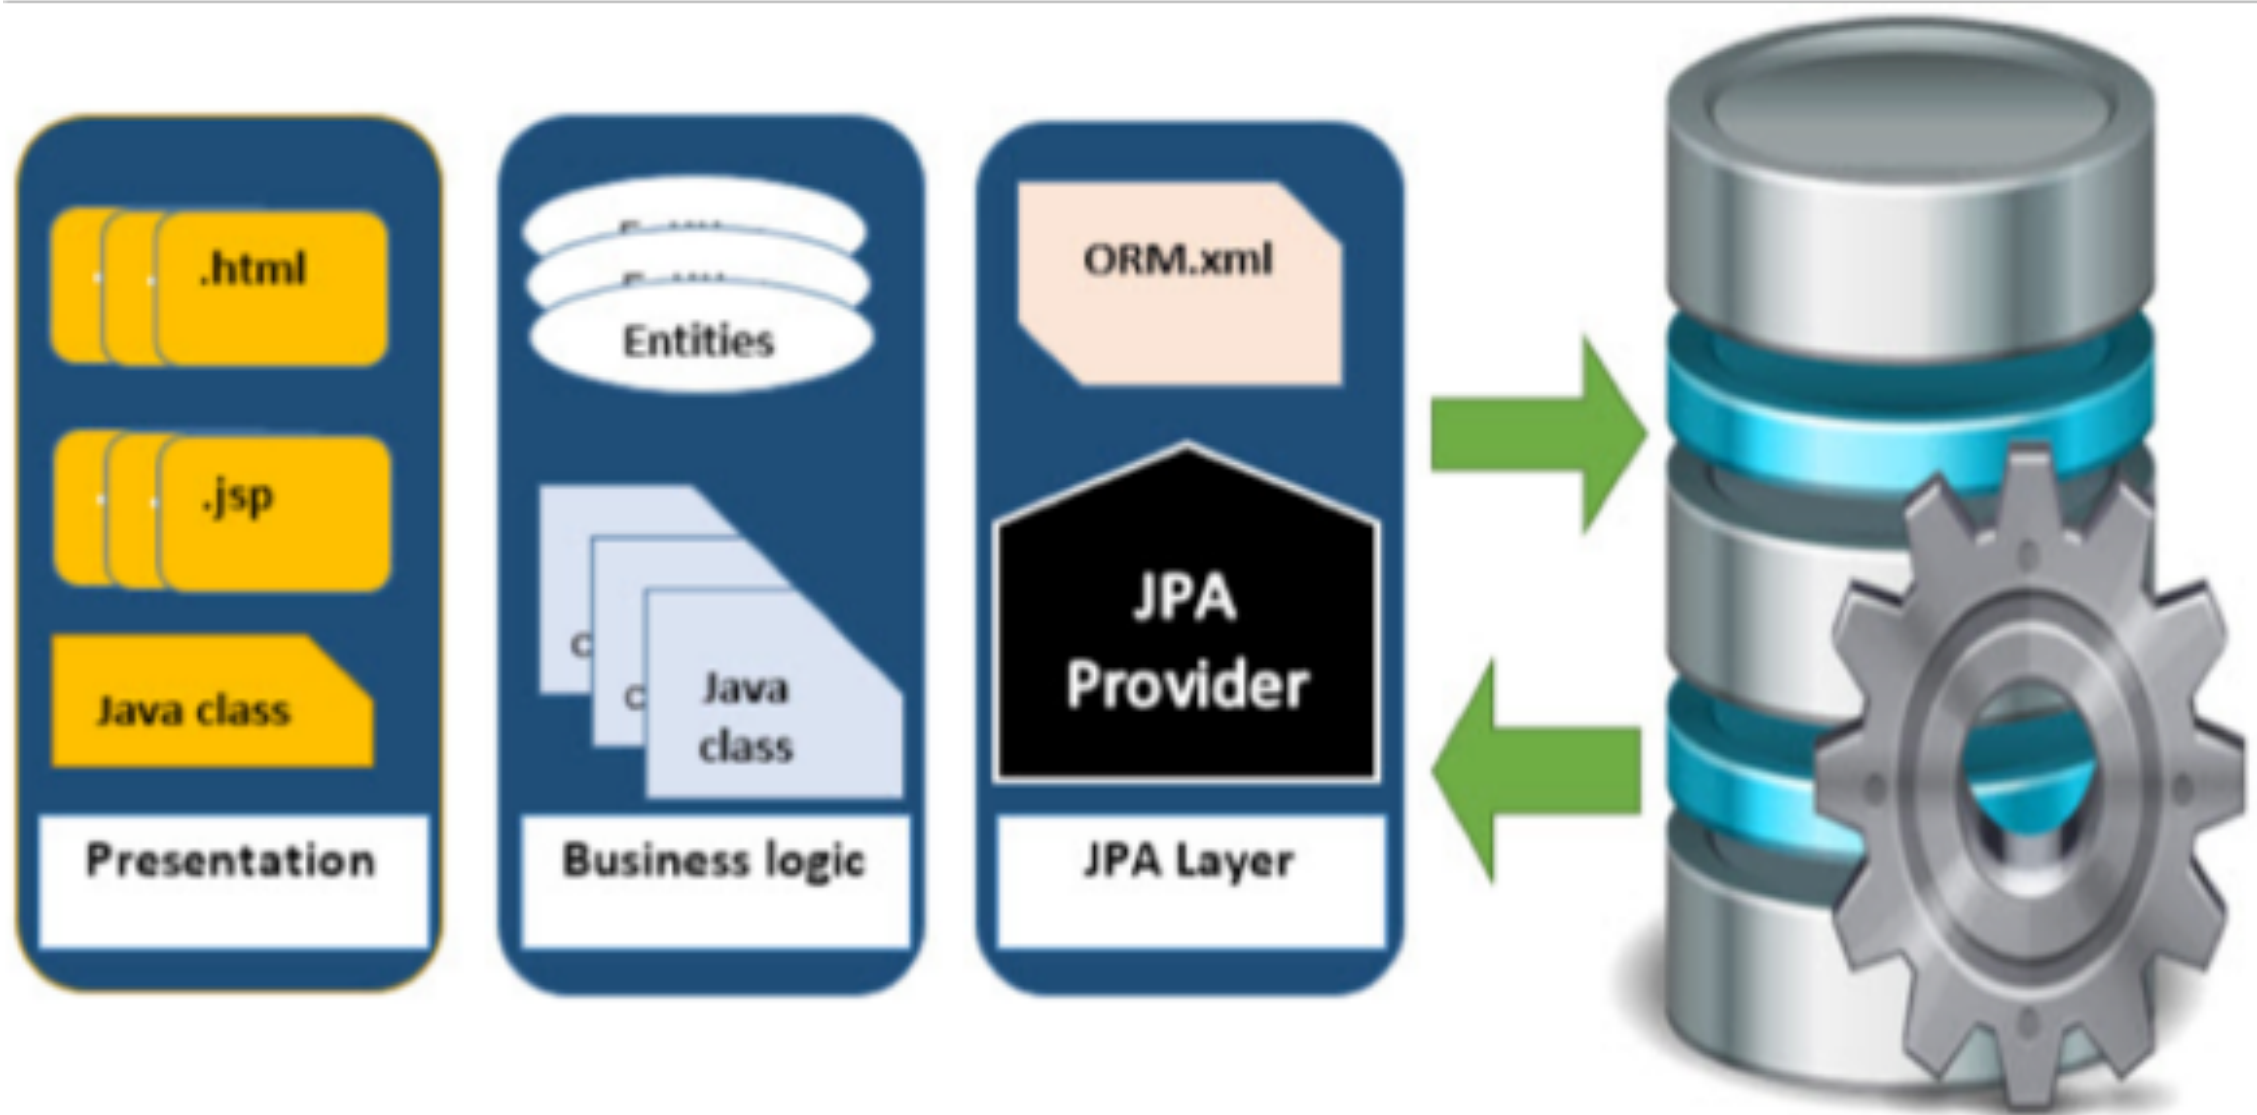 .html
.jsp
Java class
Presentation
Entities
Java
class
Business logic
ORM.xml
JPA
Provider
JPA Layer